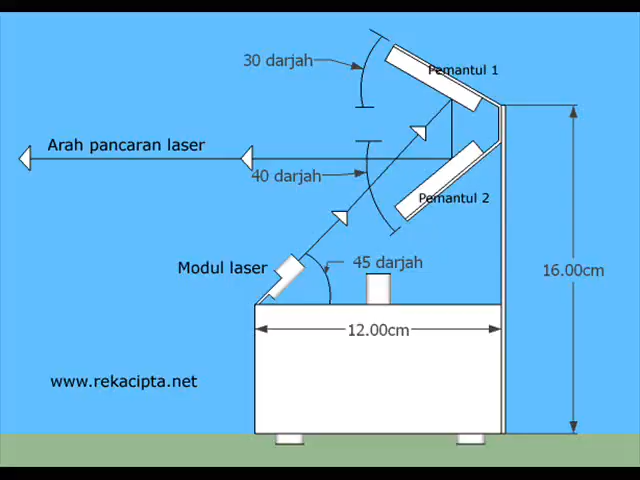 30 darjah
Pemantul 1
Arah pancaran laser
40 darjah
Pemantul 2
Modul laser
45 darjah
16.00cm
12.00cm
www.rekacipta.net